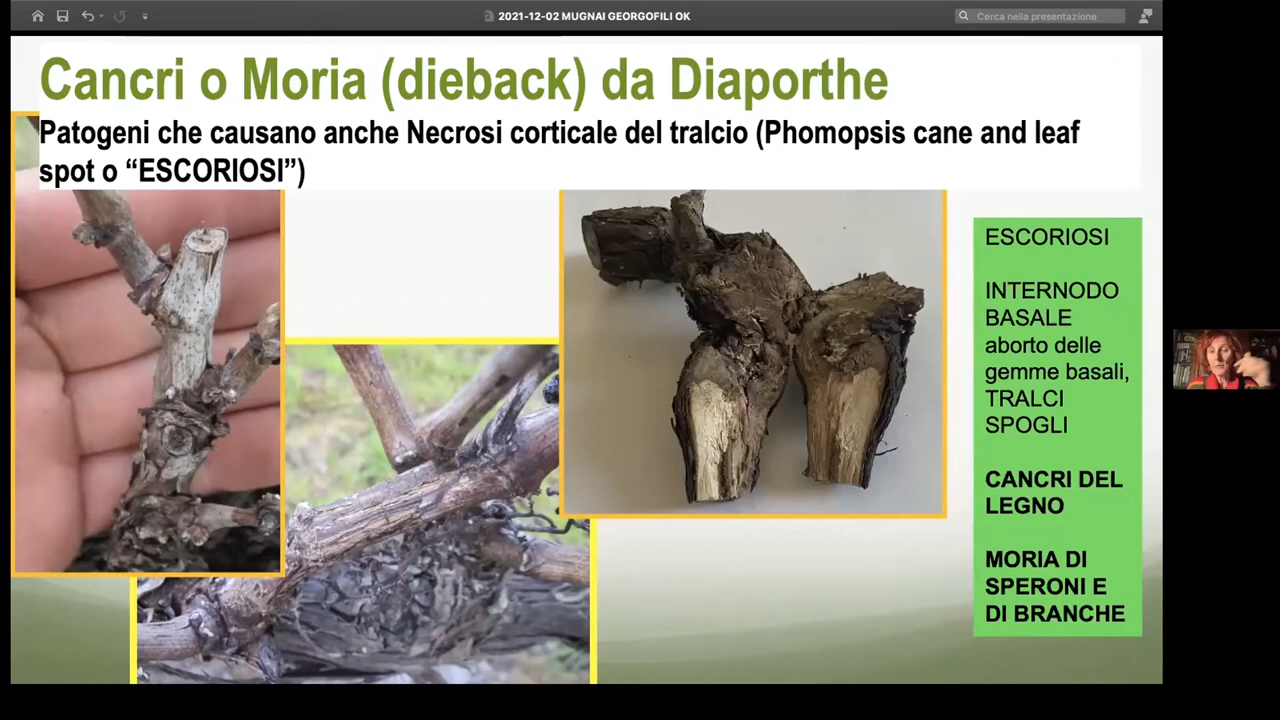 2021-12-02 MUGNAI GEORGOFILI OK
Cerca nella presentazione
Cancri o Moria (dieback) da Diaporthe
Patogeni che causano anche Necrosi corticale del tralcio (Phomopsis cane and leaf
spot o “ESCORIOSI”)
ESCORIOSI
INTERNODO
BASALE
aborto delle
gemme basali,
TRALCI
SPOGLI
CANCRI DEL
LEGNO
MORIA DI
SPERONI E
DI BRANCHE